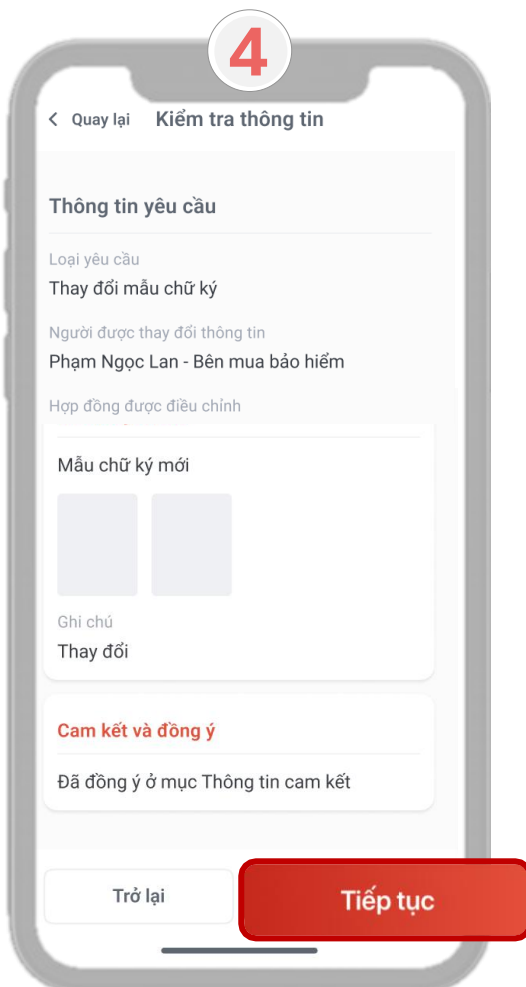 4
Quay lại Kiểm tra thông tin
Thông tin yêu cầu
Loại yêu cầu
Thay đổi mẫu chữ ký
Người được thay đổi thông tin
Phạm Ngọc Lan - Bên mua bảo hiểm
Hợp đồng được điều chỉnh
Mẫu chữ ký mới
Ghi chú
Thay đổi
Cam kết và đồng ý
Đã đồng ý ở mục Thông tin cam kết
Trở lại Tiếp tục